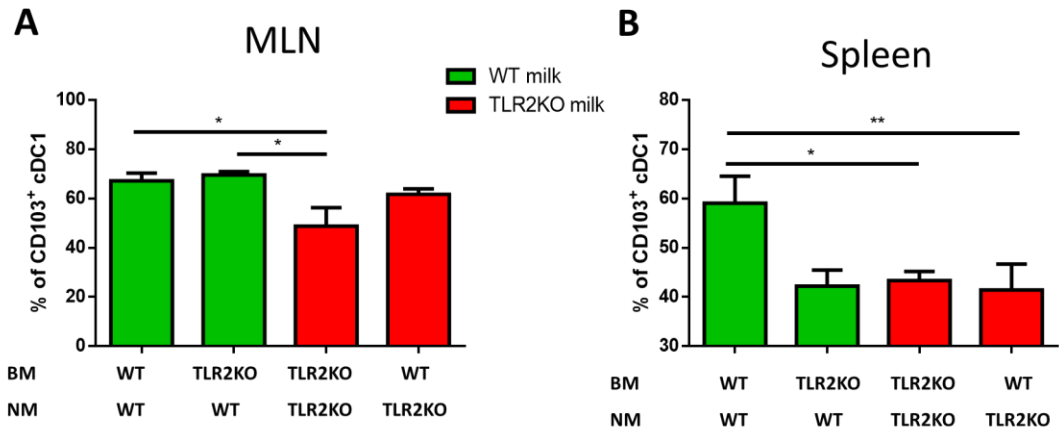 A
MLN
WT milk
TLR2KO milk
% of CD103⁺ cDC1
100
80
60
40
20
0
*
*
BM WT TLR2KO TLR2KO WT
NM WT WT TLR2KO TLR2KO
B
Spleen
% of CD103⁺ cDC1
80
70
60
50
40
30
**
*
BM WT TLR2KO TLR2KO WT
NM WT WT TLR2KO TLR2KO